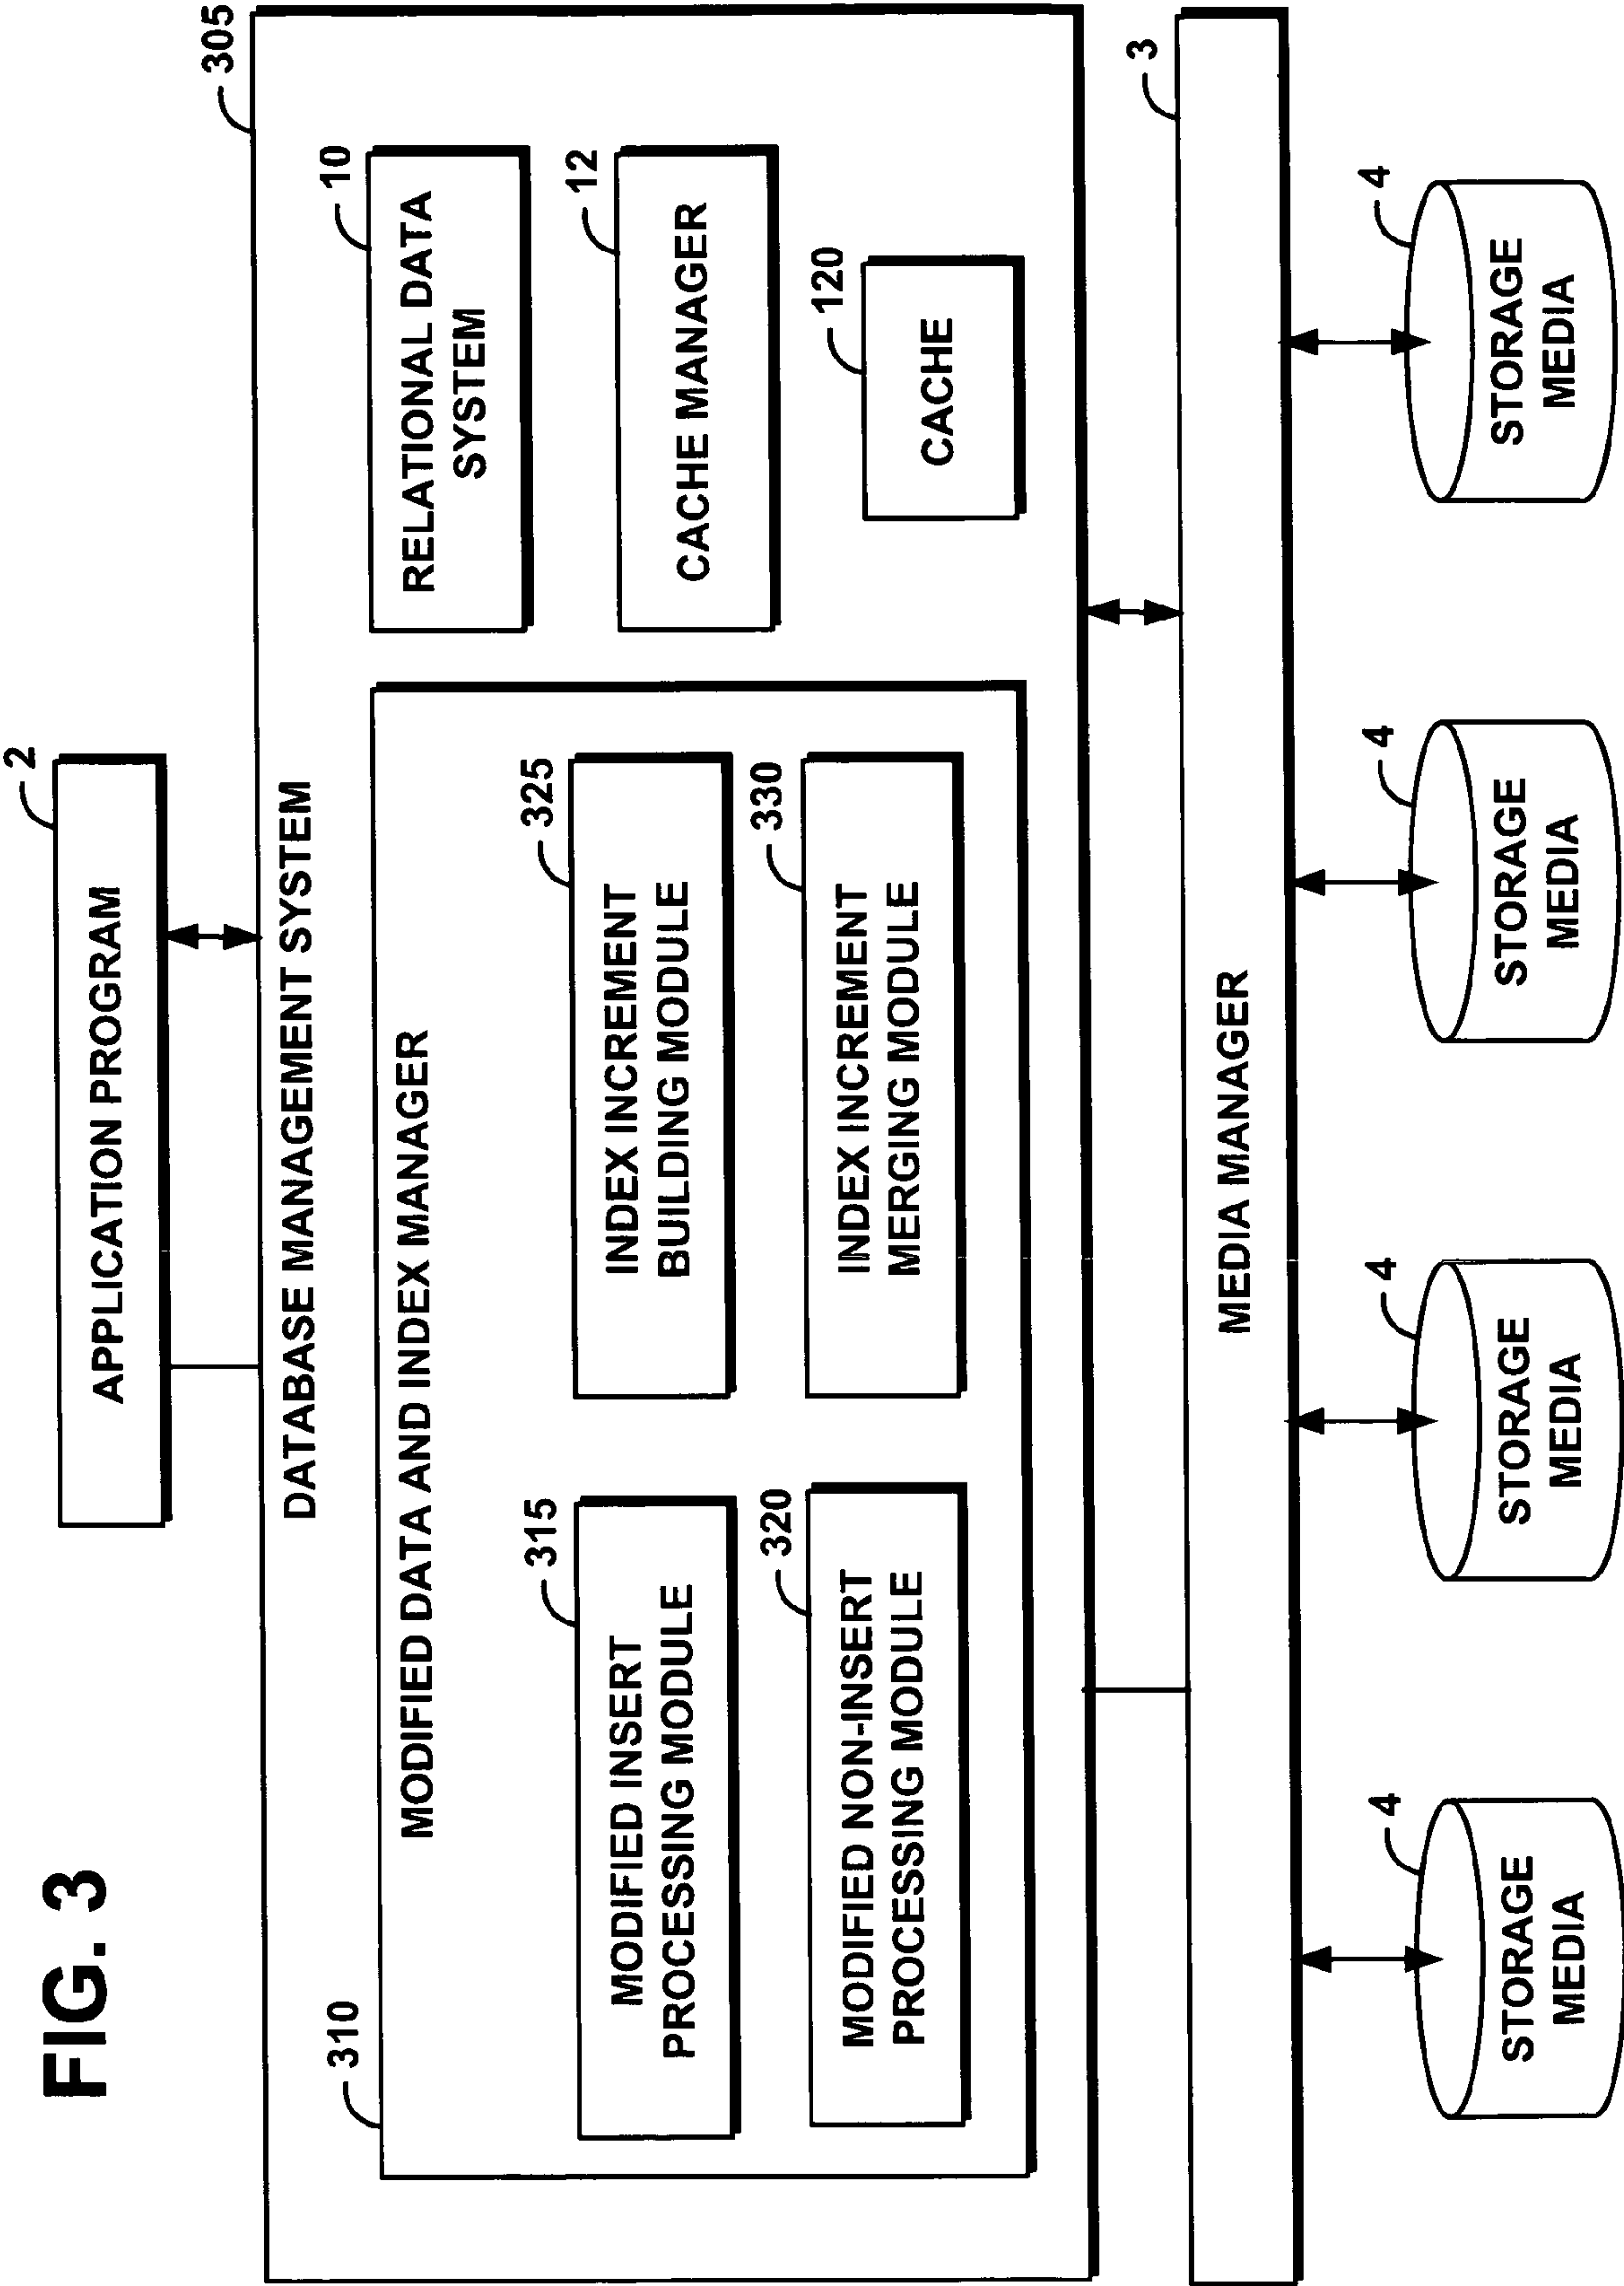 FIG. 3
APPLICATION PROGRAM
2
305
DATABASE MANAGEMENT SYSTEM
310
MODIFIED DATA AND INDEX MANAGER
315
MODIFIED INSERT
PROCESSING MODULE
325
INDEX INCREMENT
BUILDING MODULE
320
MODIFIED NON-INSERT
PROCESSING MODULE
330
INDEX INCREMENT
MERGING MODULE
10
RELATIONAL DATA
SYSTEM
12
CACHE MANAGER
120
CACHE
3
MEDIA MANAGER
4
STORAGE
MEDIA
4
STORAGE
MEDIA
4
STORAGE
MEDIA
4
STORAGE
MEDIA